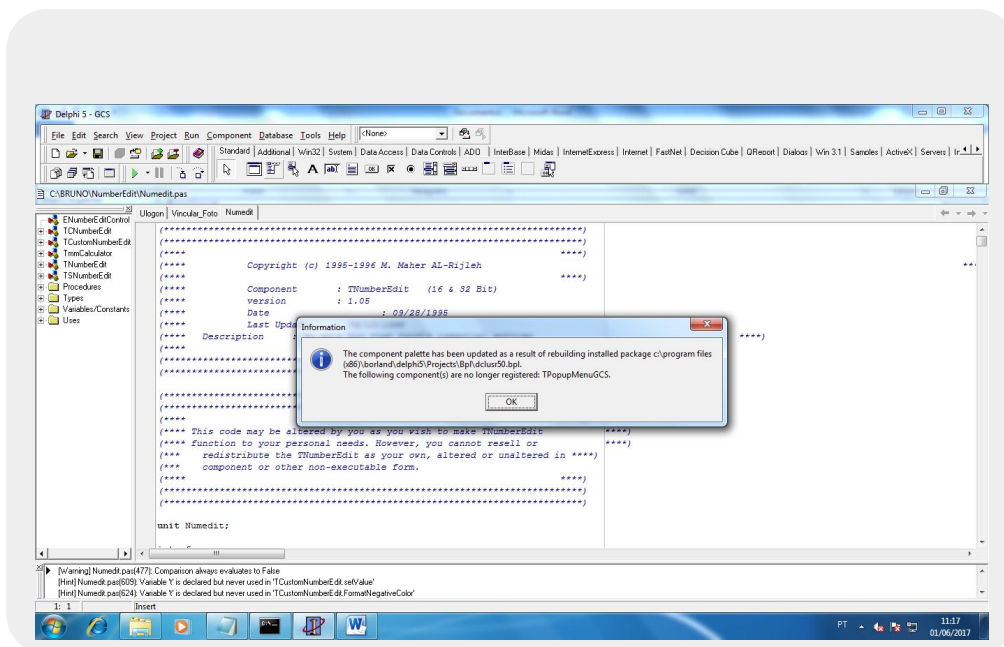 Delphi 5 - GCS
File Edit Search View Project Run Component Database Tools Help <None>
Standard Additional Win32 System Data Access Data Controls ADO InterBase Midas InternetExpress Internet FastNet Decision Cube QReport Dialogs Win 3.1 Samples ActiveX Servers
C:\BRUNO\NumberEdit\Numedit.pas
Ulogon Vincular_Foto Numedit
ENumberEditControl
TCNumberEdit
TCustomNumberEdit
TmmCalculator
TNumberEdit
TSNumberEdit
Procedures
Types
Variables/Constants
Uses
(**** ****)
(**** Copyright (c) 1995-1996 M. Maher AL-Rijleh
(**** ****)
(**** Component : TNumberEdit (16 & 32 Bit)
(**** version : 1.05
(**** Date : 09/28/1995
(**** Last
(**** Description : ****)
(****
Information
The component palette has been updated as a result of rebuilding installed package c:\program files
(x86)\borland\delphi5\Projects\Bpl\dclusr50.bpl.
The following component(s) are no longer registered: TPopupMenuGCS.
OK
(****
(**** This code may be altered by you as you wish to make TNumberEdit ****)
(**** function to your personal needs. However, you cannot resell or ****)
(*** redistribute the TNumberEdit as your own, altered or unaltered in ****)
(*** component or other non-executable form.
(**** ****)
unit Numedit;
[Warning] Numedit.pas(477): Comparison always evaluates to False
[Hint] Numedit.pas(609): Variable 'Y' is declared but never used in 'TCustomNumberEdit.setValue'
[Hint] Numedit.pas(624): Variable 'Y' is declared but never used in 'TCustomNumberEdit.FormatNegativeColor'
1: 1 Insert
PT 11:17
01/06/2017